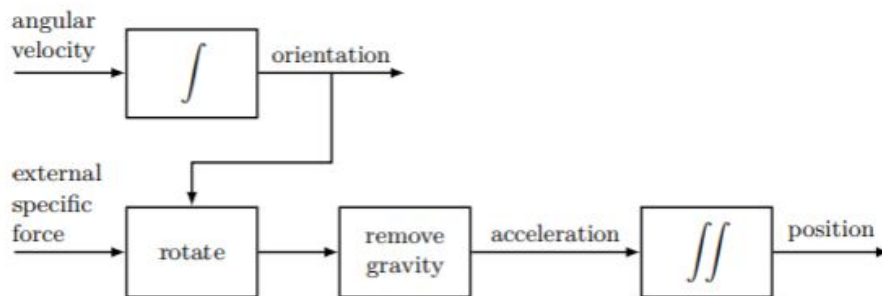 angular
velocity
∫
orientation
external
specific
force
rotate
remove
gravity
acceleration
∬
position